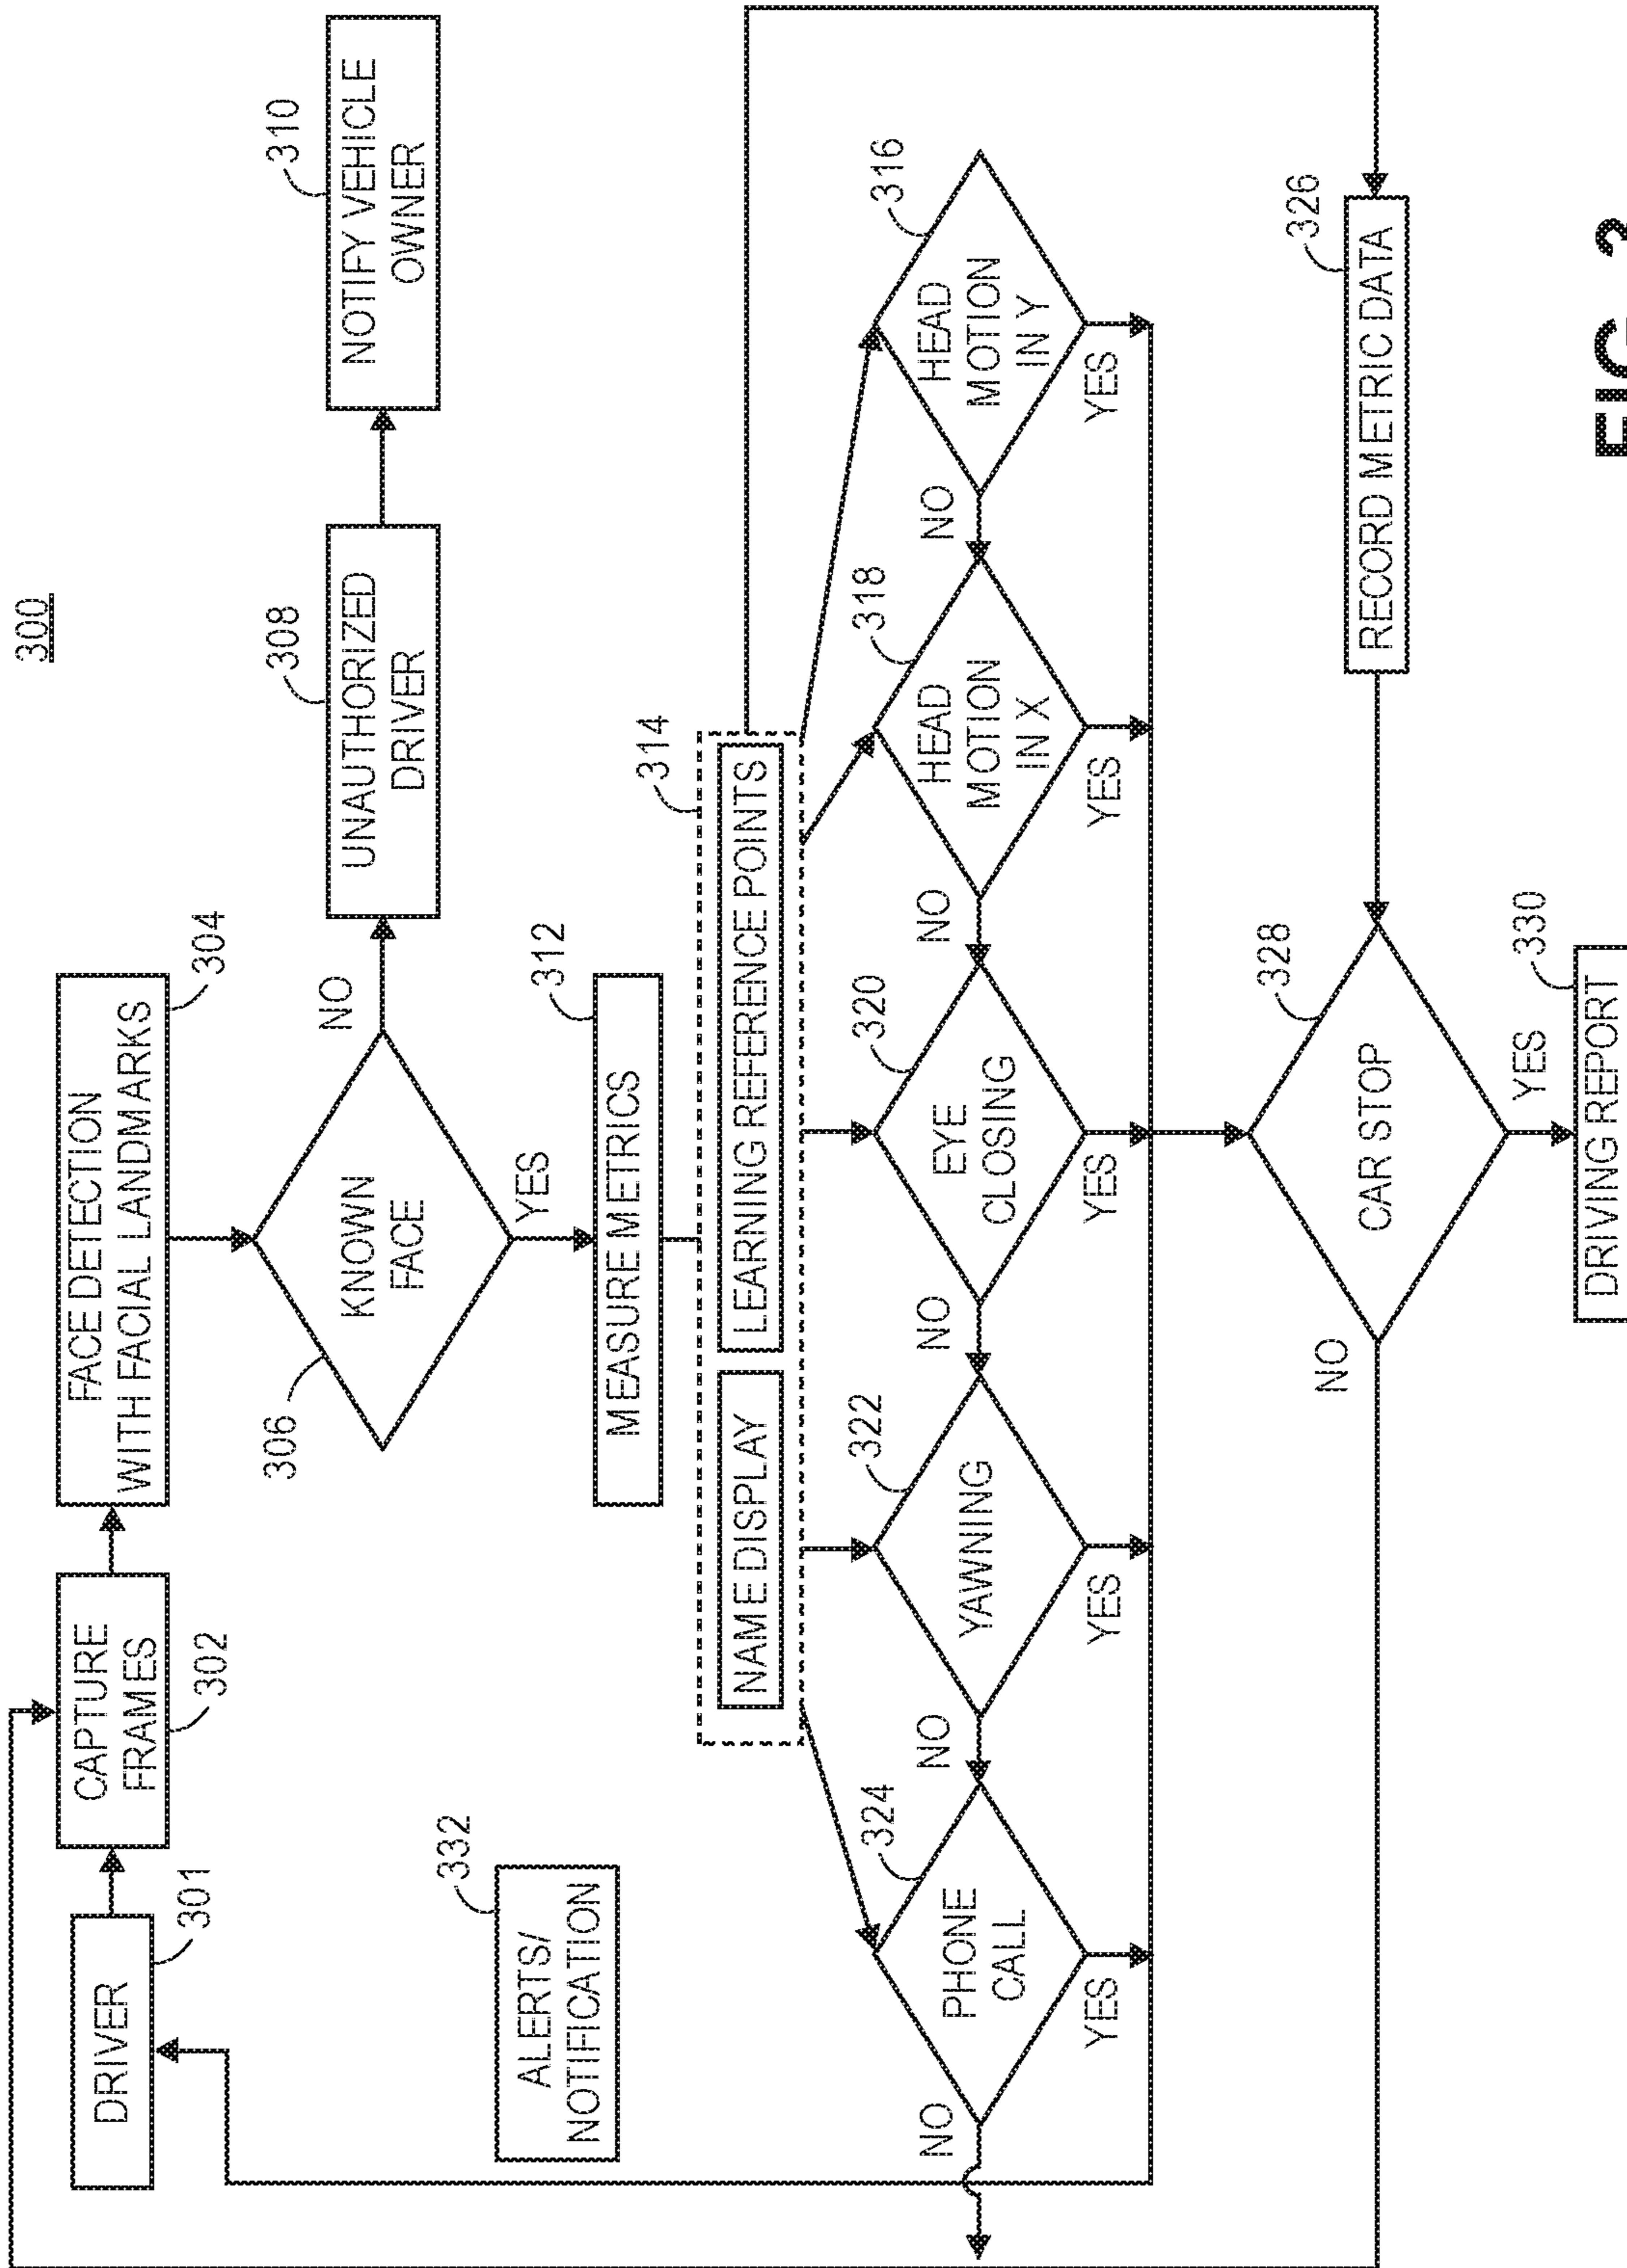 300
DRIVER
301
CAPTURE
FRAMES
302
FACE DETECTION
WITH FACIAL LANDMARKS
304
306
KNOWN
FACE
NO
YES
UNAUTHORIZED
DRIVER
308
NOTIFY VEHICLE
OWNER
310
332
ALERTS/
NOTIFICATION
MEASURE METRICS
312
314
NAME DISPLAY
LEARNING REFERENCE POINTS
324
PHONE
CALL
NO
YES
NO
322
YAWNING
YES
NO
320
EYE
CLOSING
YES
NO
318
HEAD
MOTION
IN X
YES
NO
316
HEAD
MOTION
IN Y
YES
326
RECORD METRIC DATA
328
CAR STOP
NO
YES
330
DRIVING REPORT
FIG. 3